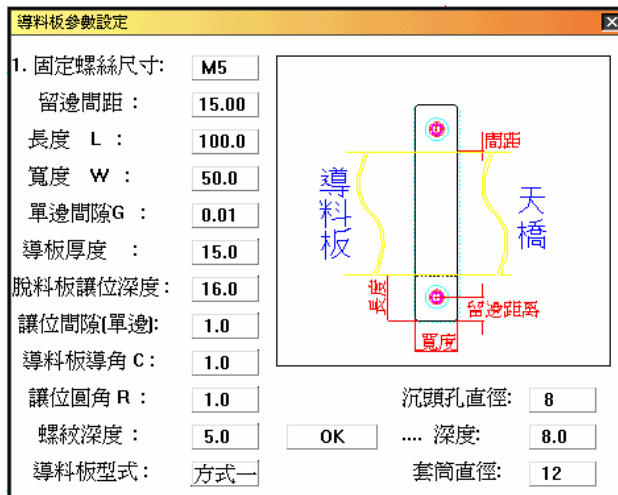 導料板參數設定
1. 固定螺絲尺寸: M5
留邊間距 : 15.00
長度 L : 100.0
寬度 W : 50.0
單邊間隙G : 0.01
導板厚度 : 15.0
脫料板讓位深度: 16.0
讓位間隙(單邊): 1.0
導料板導角 C: 1.0
讓位圓角 R : 1.0
螺紋深度 : 5.0
導料板型式 : 方式一
間距
導料板
天橋
長度
留邊距离
寬度
沉頭孔直徑: 8
OK
.... 深度: 8.0
套筒直徑: 12